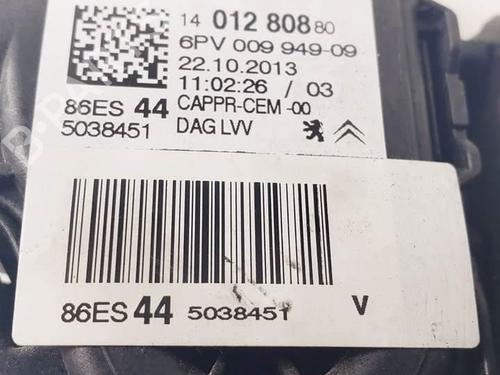 14 012 808 80
6PV 009 949-09
22.10.2013
11:02:26 / 03
86ES 44 CAPPR-CEM -00
5038451 DAG LVV
86ES 44 5038451 V